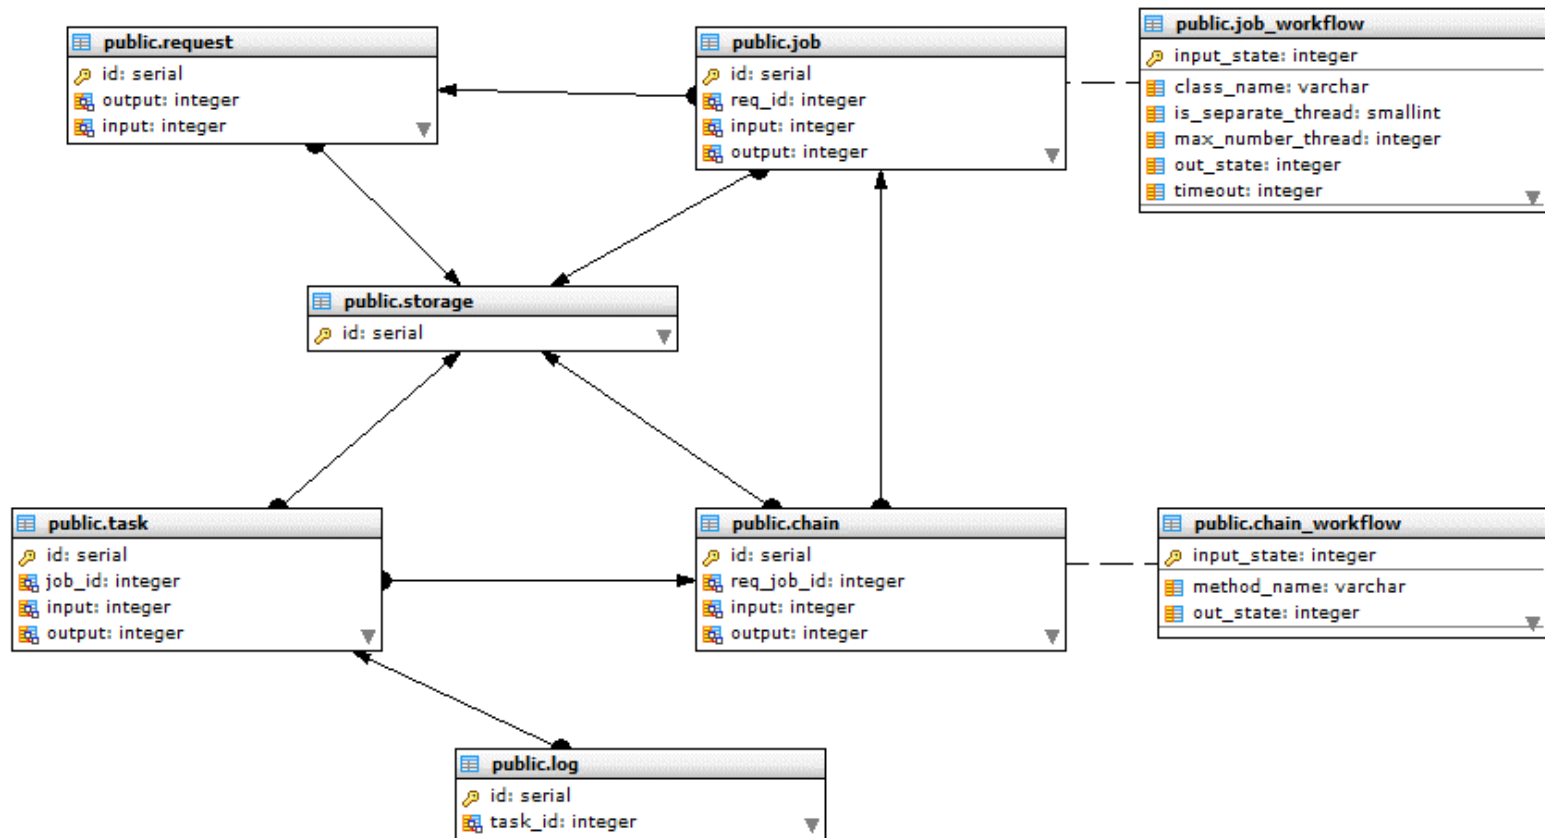 public.request
id: serial
output: integer
input: integer
public.job
id: serial
req_id: integer
input: integer
output: integer
public.job_workflow
input_state: integer
class_name: varchar
is_separate_thread: smallint
max_number_thread: integer
out_state: integer
timeout: integer
public.storage
id: serial
public.task
id: serial
job_id: integer
input: integer
output: integer
public.chain
id: serial
req_job_id: integer
input: integer
output: integer
public.chain_workflow
input_state: integer
method_name: varchar
out_state: integer
public.log
id: serial
task_id: integer